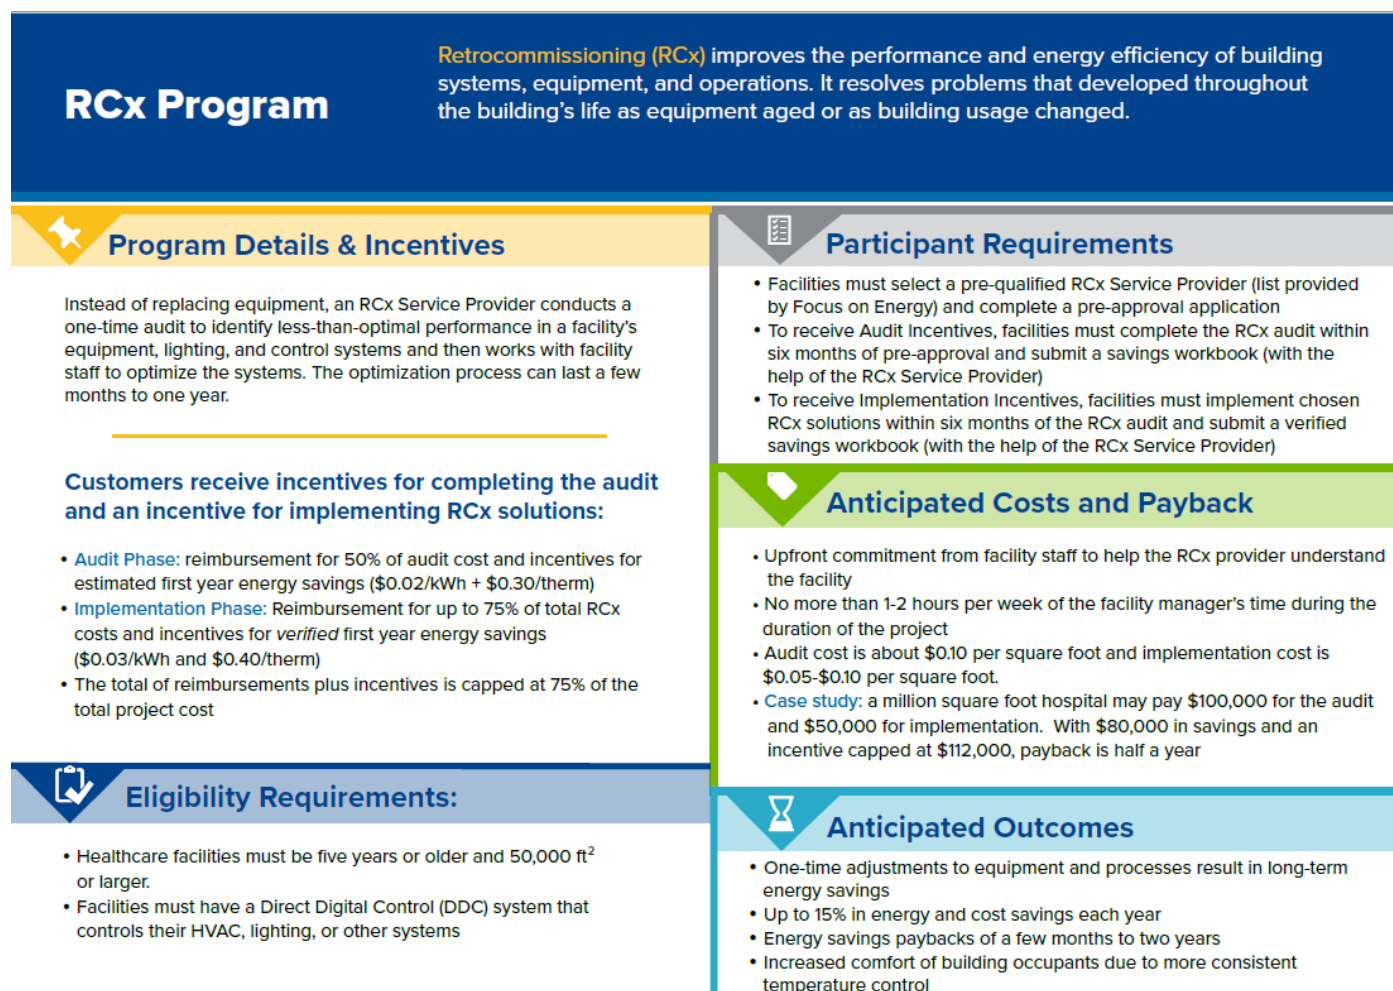 RCx Program
Retrocommissioning (RCx) improves the performance and energy efficiency of building
systems, equipment, and operations. It resolves problems that developed throughout
the building's life as equipment aged or as building usage changed.
Program Details & Incentives
Instead of replacing equipment, an RCx Service Provider conducts a
one-time audit to identify less-than-optimal performance in a facility's
equipment, lighting, and control systems and then works with facility
staff to optimize the systems. The optimization process can last a few
months to one year.
Customers receive incentives for completing the audit
and an incentive for implementing RCx solutions:
• Audit Phase: reimbursement for 50% of audit cost and incentives for
estimated first year energy savings ($0.02/kWh + $0.30/therm)
• Implementation Phase: Reimbursement for up to 75% of total RCx
costs and incentives for verified first year energy savings
($0.03/kWh and $0.40/therm)
• The total of reimbursements plus incentives is capped at 75% of the
total project cost
Eligibility Requirements:
• Healthcare facilities must be five years or older and 50,000 ft²
or larger.
• Facilities must have a Direct Digital Control (DDC) system that
controls their HVAC, lighting, or other systems
Participant Requirements
• Facilities must select a pre-qualified RCx Service Provider (list provided
by Focus on Energy) and complete a pre-approval application
• To receive Audit Incentives, facilities must complete the RCx audit within
six months of pre-approval and submit a savings workbook (with the
help of the RCx Service Provider)
• To receive Implementation Incentives, facilities must implement chosen
RCx solutions within six months of the RCx audit and submit a verified
savings workbook (with the help of the RCx Service Provider)
Anticipated Costs and Payback
• Upfront commitment from facility staff to help the RCx provider understand
the facility
• No more than 1-2 hours per week of the facility manager's time during the
duration of the project
• Audit cost is about $0.10 per square foot and implementation cost is
$0.05-$0.10 per square foot.
• Case study: a million square foot hospital may pay $100,000 for the audit
and $50,000 for implementation. With $80,000 in savings and an
incentive capped at $112,000, payback is half a year
Anticipated Outcomes
• One-time adjustments to equipment and processes result in long-term
energy savings
• Up to 15% in energy and cost savings each year
• Energy savings paybacks of a few months to two years
• Increased comfort of building occupants due to more consistent
temperature control